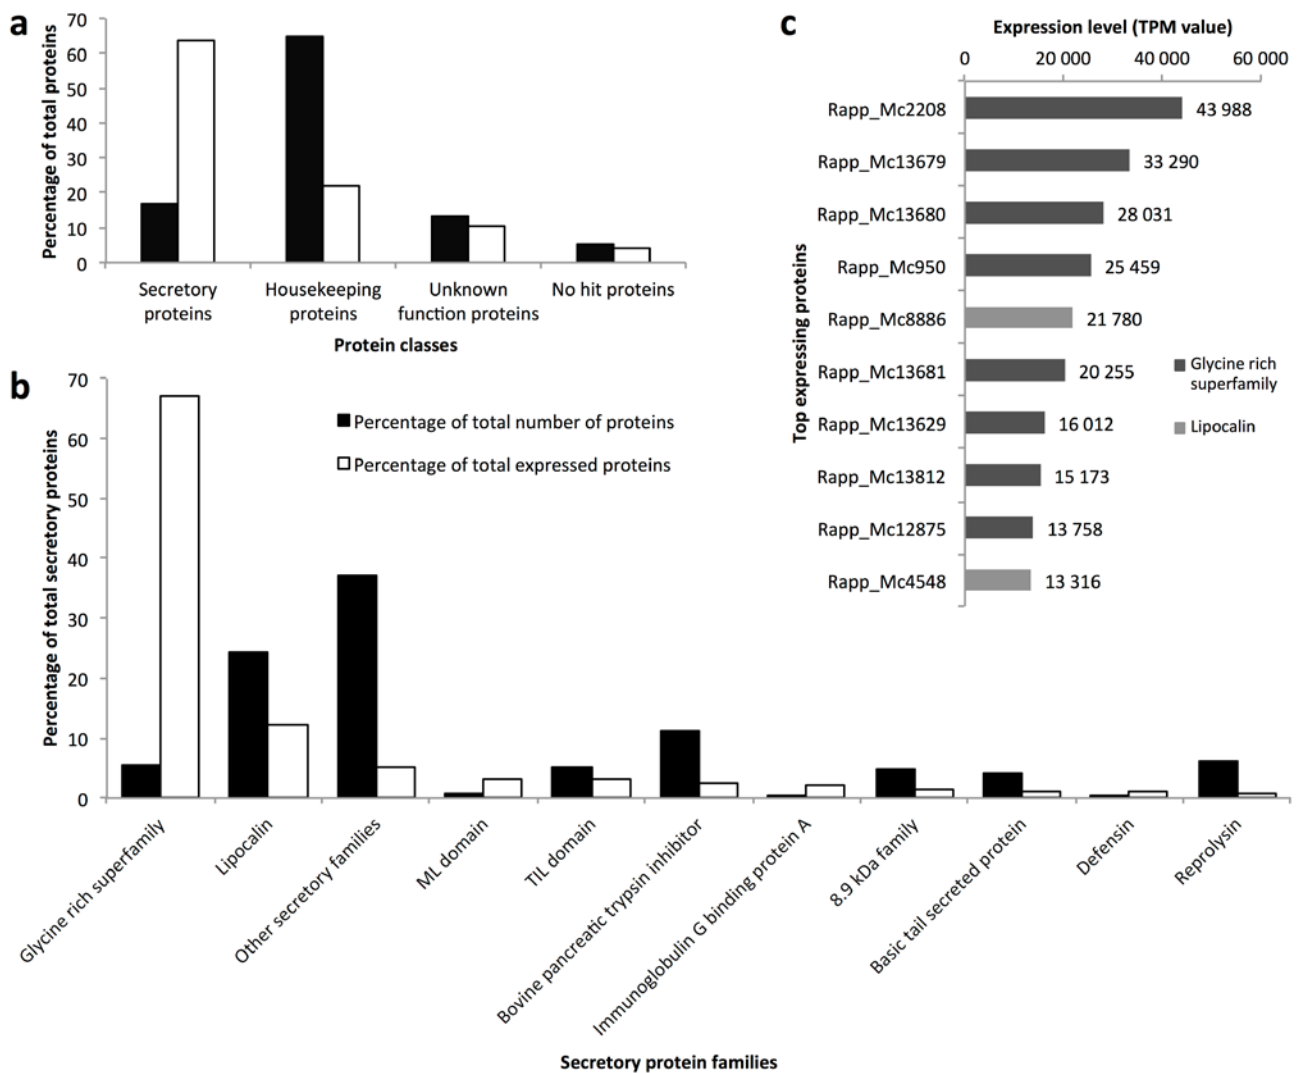 a
Percentage of total proteins
70
60
50
40
30
20
10
0
Secretory
proteins
Housekeeping
proteins
Unknown
function proteins
No hit proteins
Protein classes
b
Percentage of total secretory proteins
70
60
50
40
30
20
10
0
Percentage of total number of proteins
Percentage of total expressed proteins
Glycine rich superfamily
Lipocalin
Other secretory families
ML domain
TIL domain
Bovine pancreatic trypsin inhibitor
Immunoglobulin G binding protein A
8.9 kDa family
Basic tail secreted protein
Defensin
Reprolysin
Secretory protein families
c
Expression level (TPM value)
0 20 000 40 000 60 000
Top expressing proteins
Rapp_Mc2208 43 988
Rapp_Mc13679 33 290
Rapp_Mc13680 28 031
Rapp_Mc950 25 459
Rapp_Mc8886 21 780
Rapp_Mc13681 20 255
Rapp_Mc13629 16 012
Rapp_Mc13812 15 173
Rapp_Mc12875 13 758
Rapp_Mc4548 13 316
Glycine rich
superfamily
Lipocalin